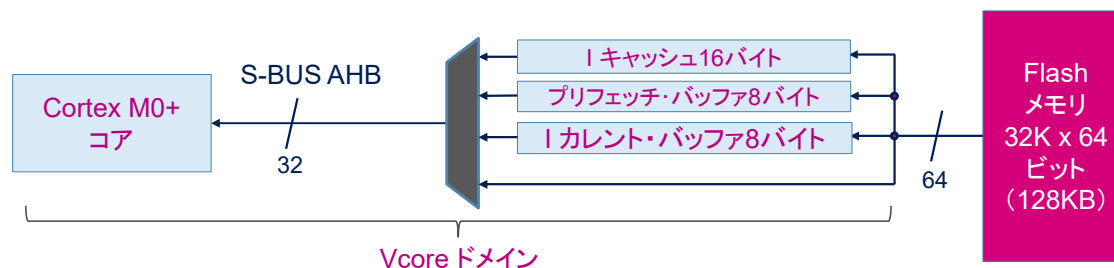 Cortex M0+
コア
S-BUS AHB
32
I キャッシュ16バイト
プリフェッチ・バッファ8バイト
I カレント・バッファ8バイト
64
Flash
メモリ
32K x 64
ビット
(128KB)
Vcore ドメイン